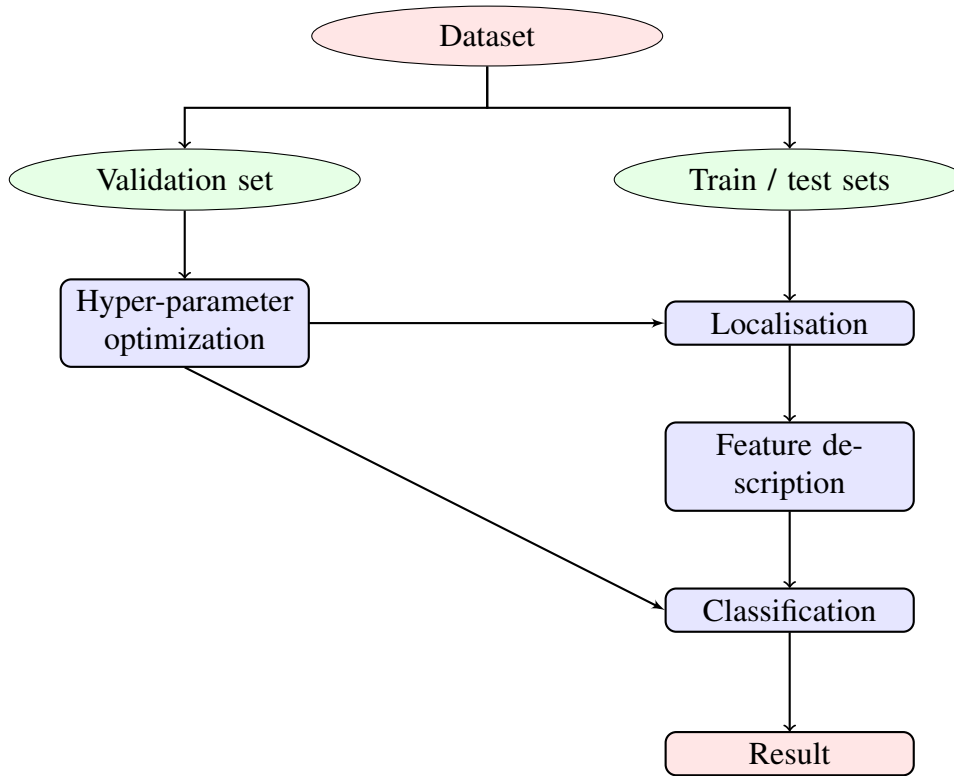 Dataset
Validation set
Train / test sets
Hyper-parameter
optimization
Localisation
Feature de-
scription
Classification
Result